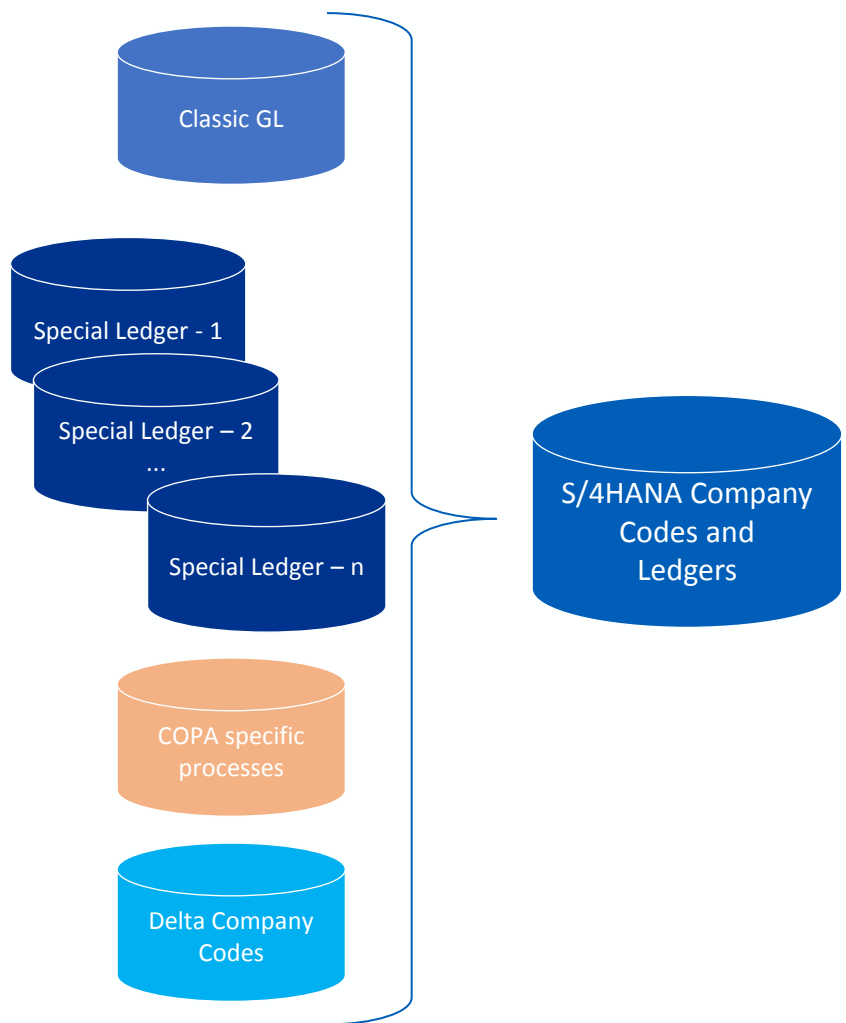 Classic GL
Special Ledger - 1
Special Ledger – 2
...
Special Ledger – n
COPA specific
processes
Delta Company
Codes
S/4HANA Company
Codes and
Ledgers